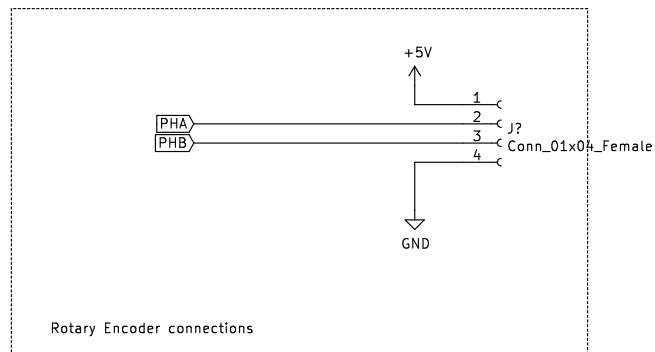 +5V
1
PHA
2
J?
PHB
3
Conn_01x04_Female
4
GND
Rotary Encoder connections